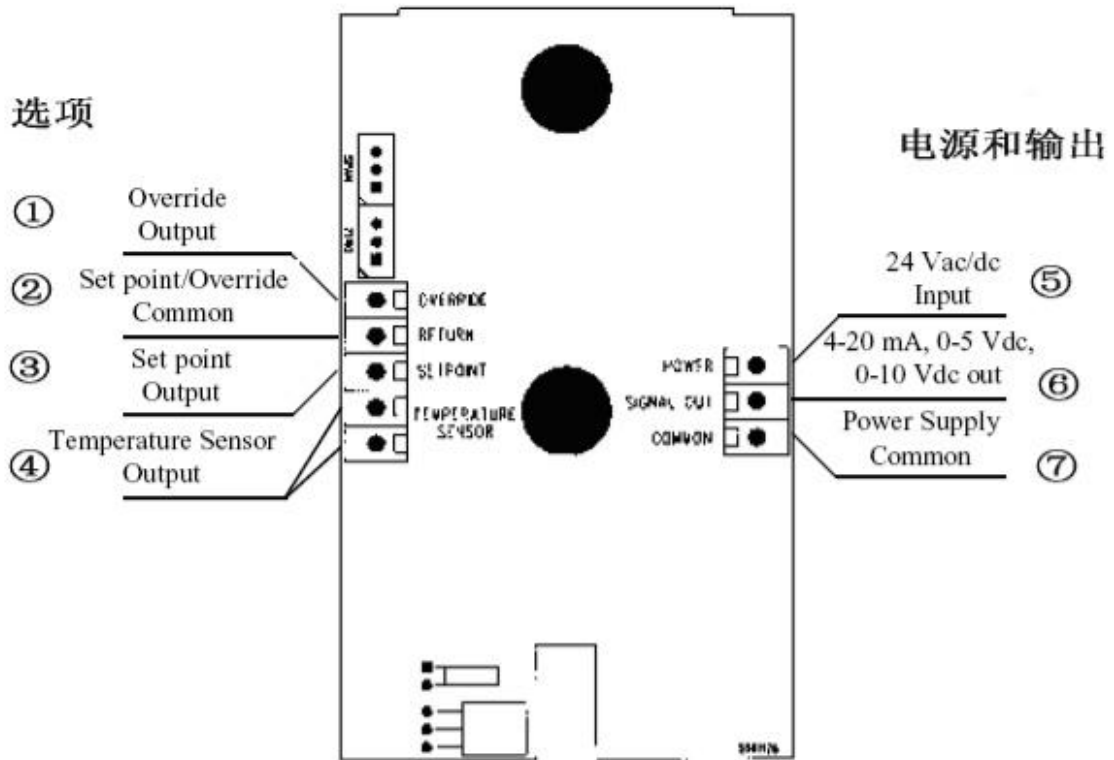 选项
电源和输出
①
Override
Output
②
Set point/Override
Common
③
Set point
Output
④
Temperature Sensor
Output
SPAN
OVERRIDE
RETURN
SETPOINT
TEMPERATURE
SENSOR
POWER
SIGNAL OUT
COMMON
24 Vac/dc
Input
⑤
4-20 mA, 0-5 Vdc,
0-10 Vdc out
⑥
Power Supply
Common
⑦